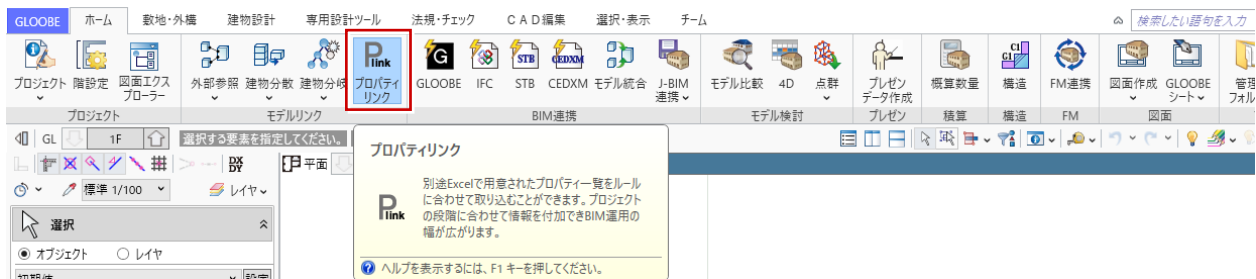 GLOOBE ホーム 敷地・外構 建物設計 専用設計ツール 法規・チェック CAD編集 選択・表示 チーム 検索したい語句を入力
プロジェクト 階設定 図面エクスプローラー 外部参照 建物分散 建物分岐 プロパティリンク GLOOBE IFC STB CEDXM モデル統合 J-BIM連携 モデル比較 4D 点群 プレゼンデータ作成 概算数量 構造 FM連携 図面作成 GLOOBEシート
プロジェクト モデルリンク BIM連携 モデル検討 プレゼン 積算 構造 FM 図面
GL 1F 選択する要素を指定してください。
平面
標準 1/100 レイヤ
選択
オブジェクト レイヤ
プロパティリンク
Plink
別途Excelで用意されたプロパティ一覧をルール
に合わせて取り込むことができます。プロジェクト
の段階に合わせて情報を付加できBIM運用の
幅が広がります。
ヘルプを表示するには、F1 キーを押してください。